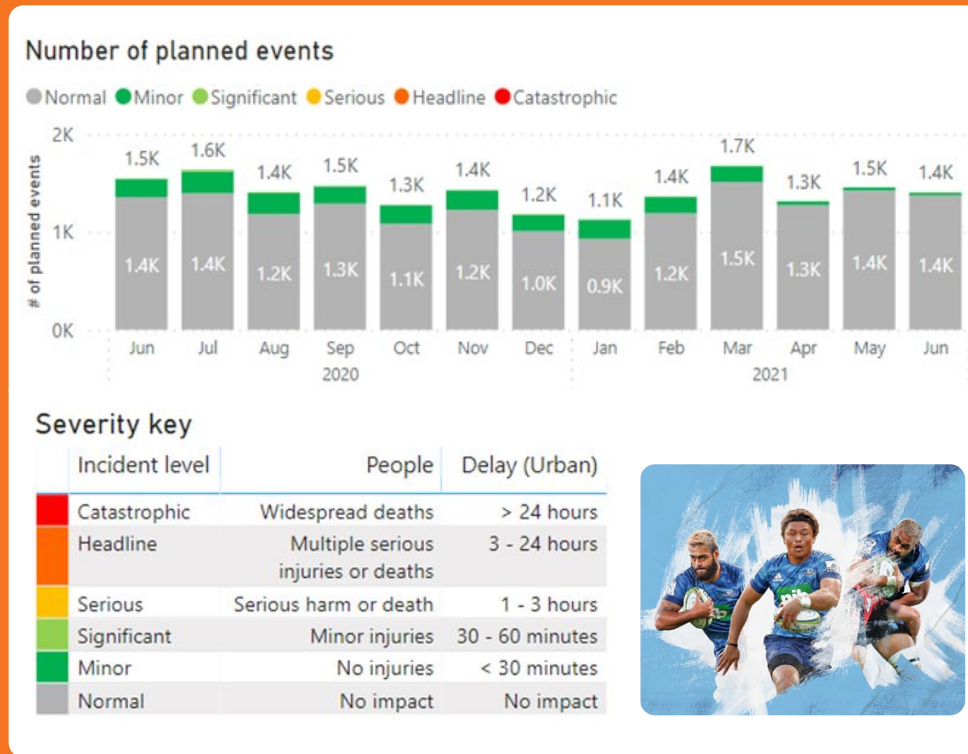 Number of planned events
Normal Minor Significant Serious Headline Catastrophic
# of planned events
2K
1K
0K
1.5K 1.6K 1.4K 1.5K 1.3K 1.4K 1.2K 1.1K 1.4K 1.7K 1.3K 1.5K 1.4K
1.4K 1.4K 1.2K 1.3K 1.1K 1.2K 1.0K 0.9K 1.2K 1.5K 1.3K 1.4K 1.4K
Jun Jul Aug Sep Oct Nov Dec Jan Feb Mar Apr May Jun
2020 2021
Severity key
Incident level People Delay (Urban)
Catastrophic Widespread deaths > 24 hours
Headline Multiple serious 3 - 24 hours
injuries or deaths
Serious Serious harm or death 1 - 3 hours
Significant Minor injuries 30 - 60 minutes
Minor No injuries < 30 minutes
Normal No impact No impact
nib